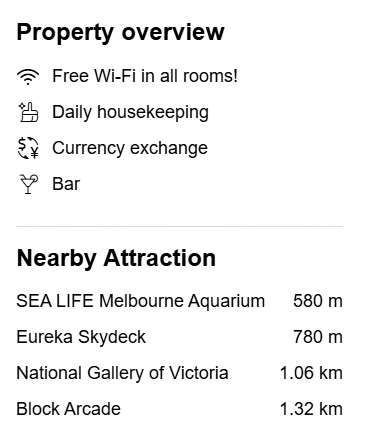 Property overview
Free Wi-Fi in all rooms!
Daily housekeeping
Currency exchange
Bar
Nearby Attraction
SEA LIFE Melbourne Aquarium 580 m
Eureka Skydeck 780 m
National Gallery of Victoria 1.06 km
Block Arcade 1.32 km